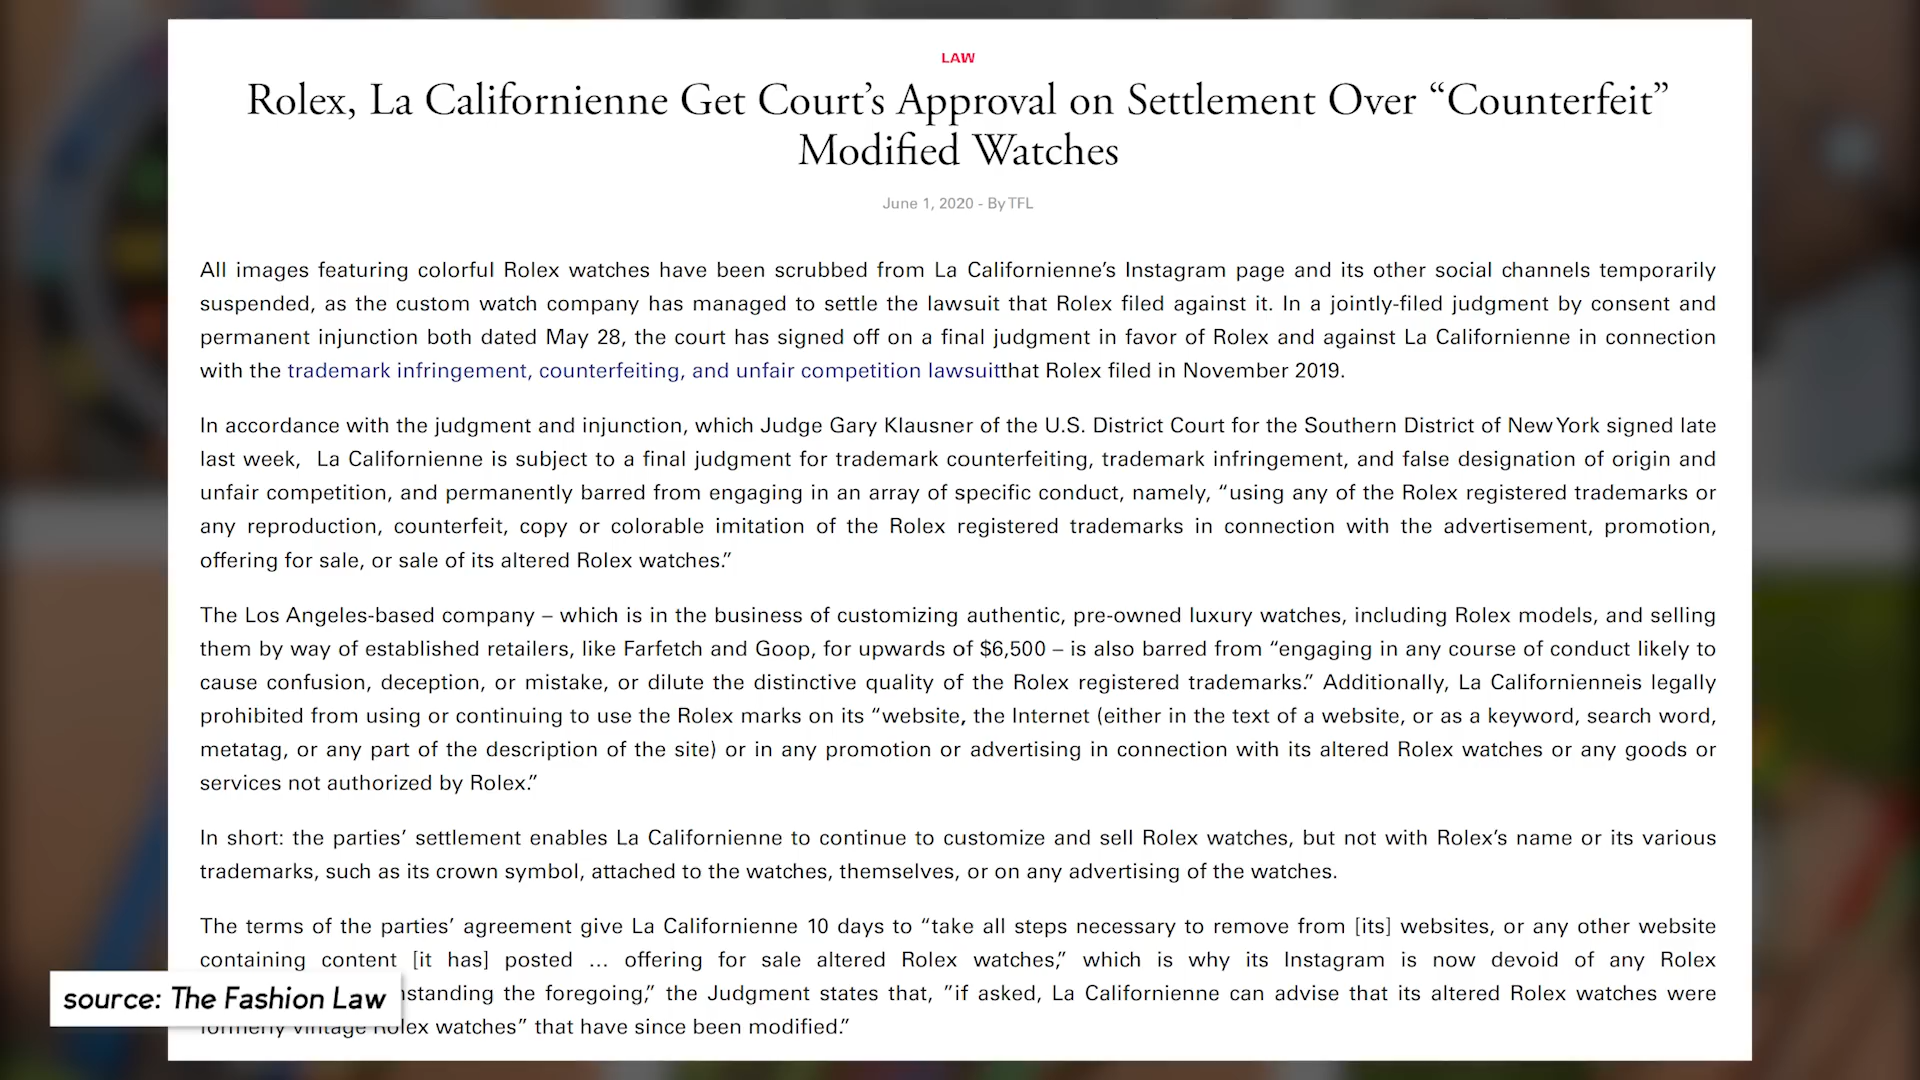 LAW
Rolex, La Californienne Get Court’s Approval on Settlement Over “Counterfeit”
Modified Watches
June 1, 2020 - By TFL
All images featuring colorful Rolex watches have been scrubbed from La Californienne’s Instagram page and its other social channels temporarily
suspended, as the custom watch company has managed to settle the lawsuit that Rolex filed against it. In a jointly-filed judgment by consent and
permanent injunction both dated May 28, the court has signed off on a final judgment in favor of Rolex and against La Californienne in connection
with the trademark infringement, counterfeiting, and unfair competition lawsuitthat Rolex filed in November 2019.
In accordance with the judgment and injunction, which Judge Gary Klausner of the U.S. District Court for the Southern District of New York signed late
last week, La Californienne is subject to a final judgment for trademark counterfeiting, trademark infringement, and false designation of origin and
unfair competition, and permanently barred from engaging in an array of specific conduct, namely, “using any of the Rolex registered trademarks or
any reproduction, counterfeit, copy or colorable imitation of the Rolex registered trademarks in connection with the advertisement, promotion,
offering for sale, or sale of its altered Rolex watches.”
The Los Angeles-based company – which is in the business of customizing authentic, pre-owned luxury watches, including Rolex models, and selling
them by way of established retailers, like Farfetch and Goop, for upwards of $6,500 – is also barred from “engaging in any course of conduct likely to
cause confusion, deception, or mistake, or dilute the distinctive quality of the Rolex registered trademarks.” Additionally, La Californienneis legally
prohibited from using or continuing to use the Rolex marks on its “website, the Internet (either in the text of a website, or as a keyword, search word,
metatag, or any part of the description of the site) or in any promotion or advertising in connection with its altered Rolex watches or any goods or
services not authorized by Rolex.”
In short: the parties’ settlement enables La Californienne to continue to customize and sell Rolex watches, but not with Rolex’s name or its various
trademarks, such as its crown symbol, attached to the watches, themselves, or on any advertising of the watches.
The terms of the parties’ agreement give La Californienne 10 days to “take all steps necessary to remove from [its] websites, or any other website
containing content [it has] posted … offering for sale altered Rolex watches,” which is why its Instagram is now devoid of any Rolex
source: The Fashion Law
the foregoing,” the Judgment states that, ”if asked, La Californienne can advise that its altered Rolex watches were
formerly vintage Rolex watches” that have since been modified.”